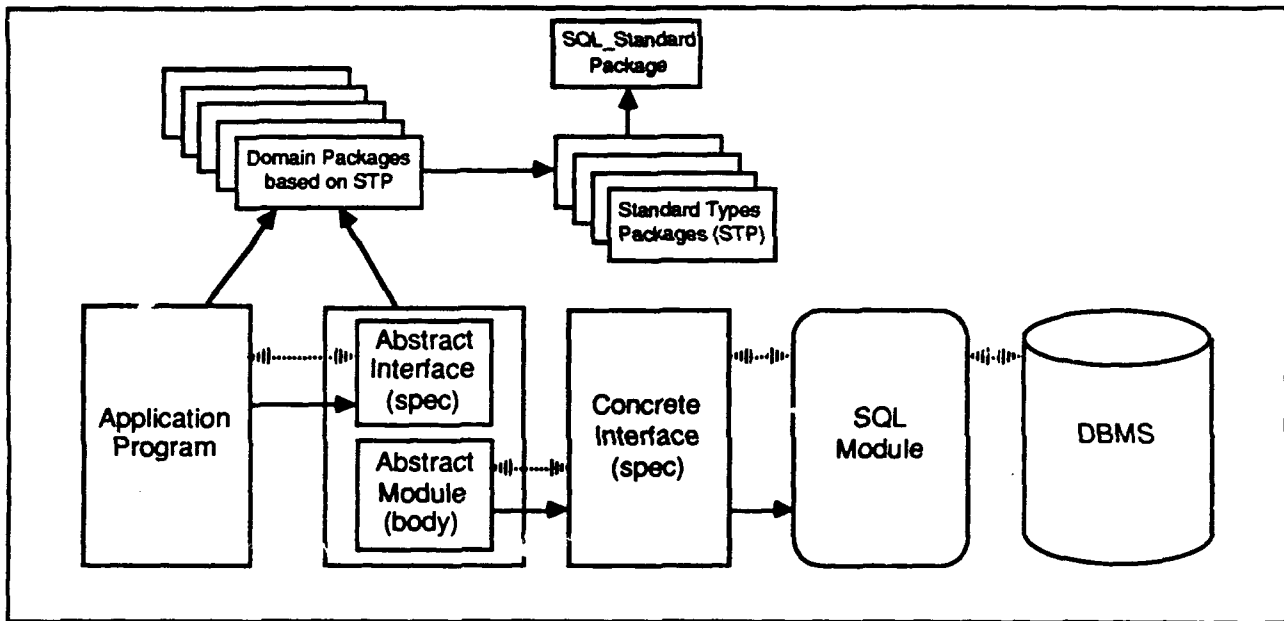 SQL_Standard
Package
Domain Packages
based on STP
Standard Types
Packages (STP)
Application
Program
Abstract
Interface
(spec)
Abstract
Module
(body)
Concrete
Interface
(spec)
SQL
Module
DBMS